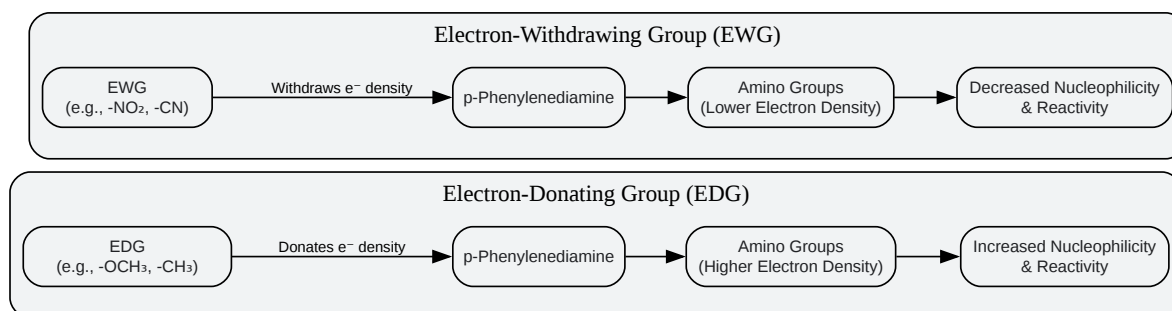 Electron-Withdrawing Group (EWG)
EWG
(e.g., -NO₂, -CN)
Withdraws e⁻ density
p-Phenylenediamine
Amino Groups
(Lower Electron Density)
Decreased Nucleophilicity
& Reactivity
Electron-Donating Group (EDG)
EDG
(e.g., -OCH₃, -CH₃)
Donates e⁻ density
p-Phenylenediamine
Amino Groups
(Higher Electron Density)
Increased Nucleophilicity
& Reactivity